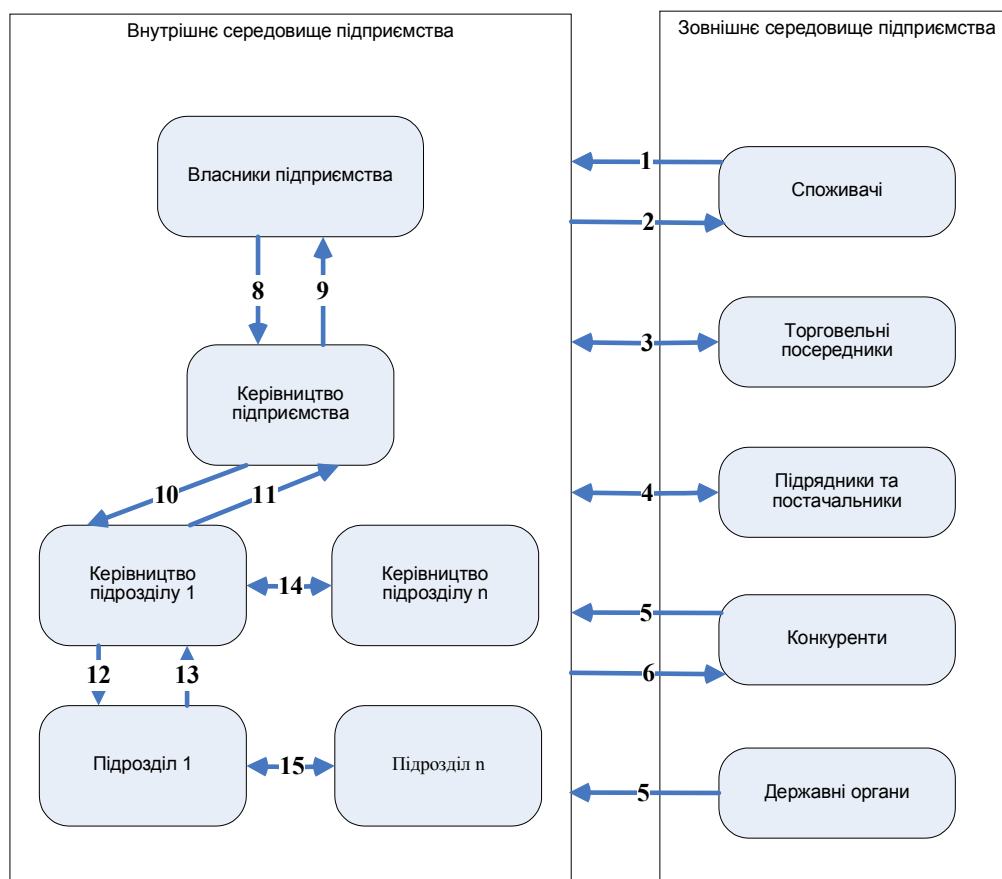 Внутрішнє середовище підприємства
Власники підприємства
8
9
Керівництво
підприємства
10
11
Керівництво
підрозділу 1
14
Керівництво
підрозділу n
12
13
Підрозділ 1
15
Підрозділ n
Зовнішнє середовище підприємства
1
Споживачі
2
3
Торговельні
посередники
4
Підрядники та
постачальники
5
Конкуренти
6
5
Державні органи